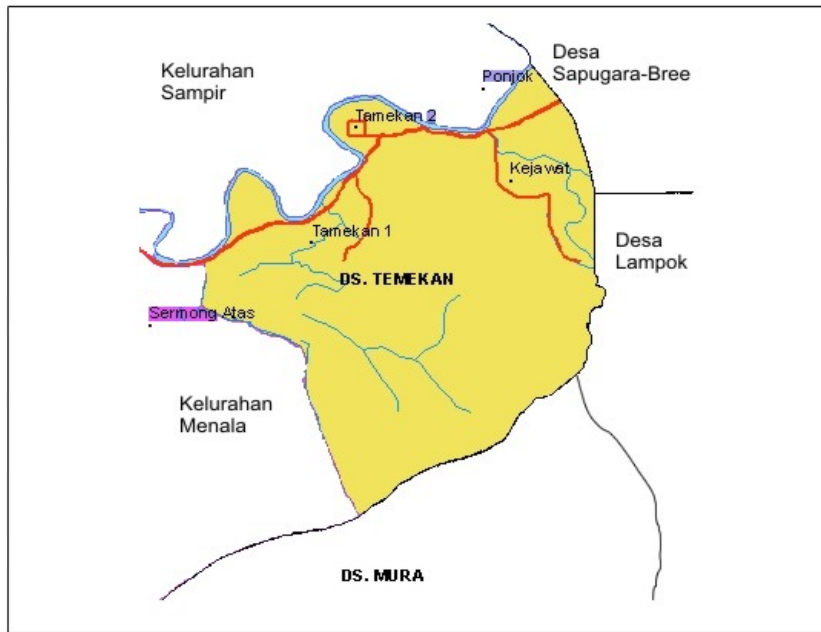 Desa
Sapugara-Bree
Kelurahan
Sampir
Ponjok
Tamekan 2
Kejawat
Tamekan 1
Desa
Lampok
DS. TEMEKAN
Sermong Atas
Kelurahan
Menala
DS. MURA